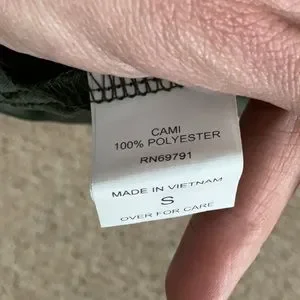 CAMI
100% POLYESTER
RN69791
MADE IN VIETNAM
S
OVER FOR CARE